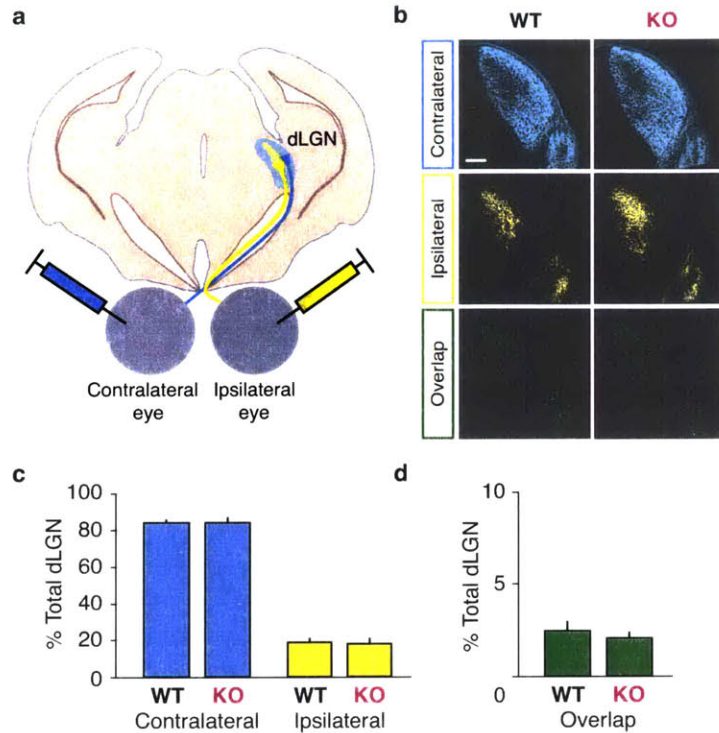 a
dLGN
Contralateral
eye
Ipsilateral
eye
b
WT
KO
Contralateral
Ipsilateral
Overlap
c
% Total dLGN
100
80
60
40
20
0
WT
KO
WT
KO
Contralateral
Ipsilateral
d
% Total dLGN
10
5
0
WT
KO
Overlap